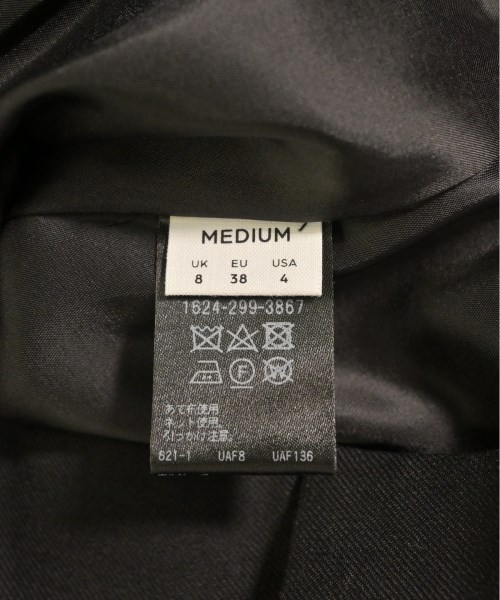 MEDIUM
UK EU USA
8 38 4
1624-299-3867
F W
あて布使用
ネット使用。
引っかけ注意。
621-1 UAF8 UAF136